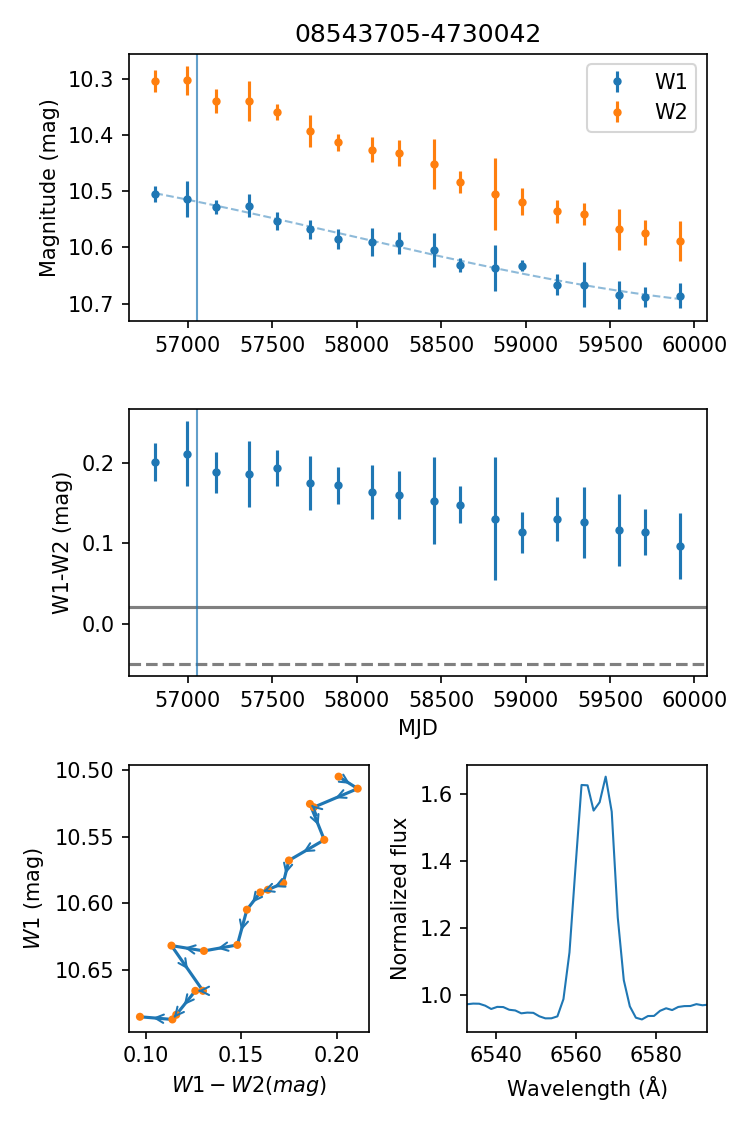 08543705-4730042
Magnitude (mag)
10.3
10.4
10.5
10.6
10.7
W1
W2
57000 57500 58000 58500 59000 59500 60000
W1-W2 (mag)
0.2
0.1
0.0
57000 57500 58000 58500 59000 59500 60000
MJD
W1 (mag)
10.50
10.55
10.60
10.65
0.10 0.15 0.20
W1 − W2(mag)
Normalized flux
1.6
1.4
1.2
1.0
6540 6560 6580
Wavelength (Å)